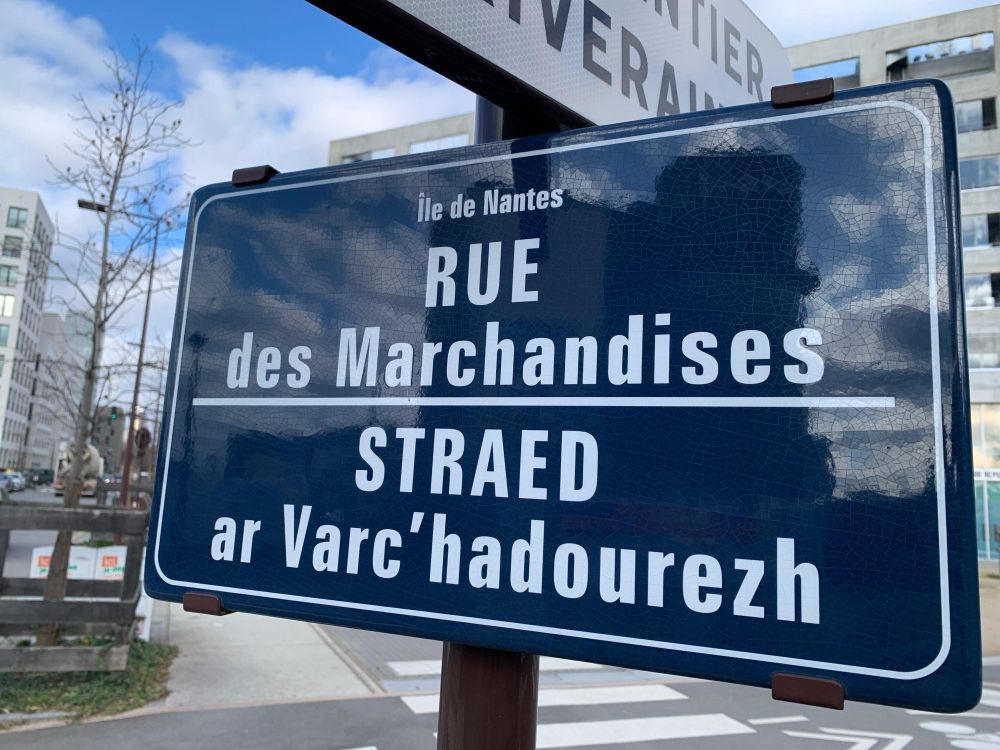 Île de Nantes
RUE
des Marchandises
STRAED
ar Varc'hadourezh